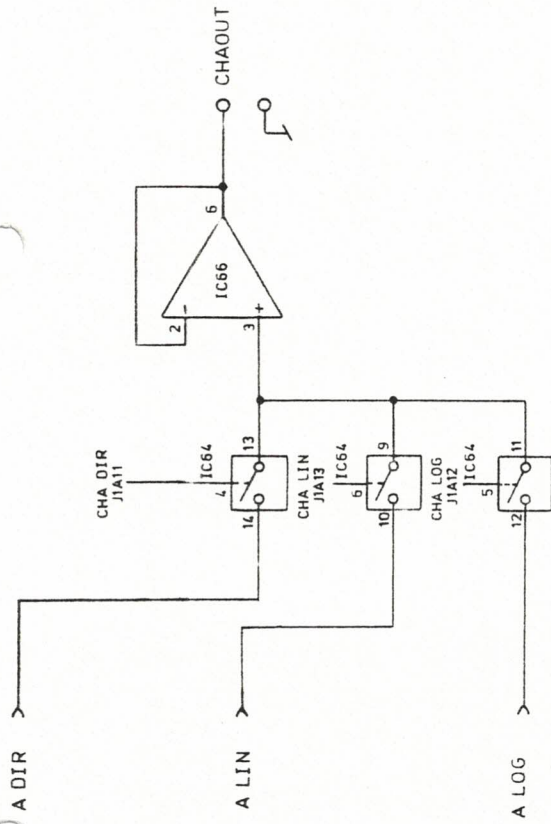 A DIR
A LIN
A LOG
CHA DIR
J1A11
IC64
4
14
13
CHA LIN
J1A13
IC64
6
10
9
CHA LOG
J1A12
IC64
5
12
11
2
3
-
+
IC66
6
CHAOUT